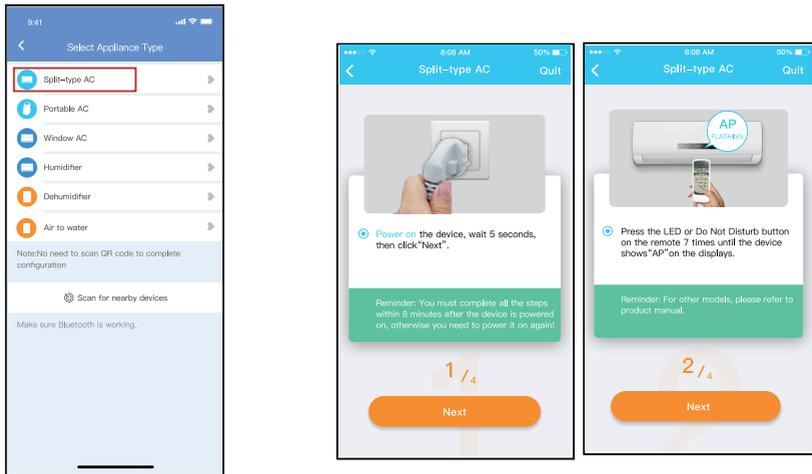 9:41
Select Appliance Type
Split-type AC
Portable AC
Window AC
Humidifier
Dehumidifier
Air to water
Note:No need to scan QR code to complete
configuration
Scan for nearby devices
Make sure Bluetooth is working.
8:08 AM
50%
Split-type AC
Quit
Power on the device, wait 5 seconds,
then click“Next”.
Reminder: You must complete all the steps
within 8 minutes after the device is powered
on, otherwise you need to power it on again!
1/4
Next
8:08 AM
50%
Split-type AC
Quit
AP
FLASHING
Press the LED or Do Not Disturb button
on the remote 7 times until the device
shows“AP”on the displays.
Reminder: For other models, please refer to
product manual.
2/4
Next